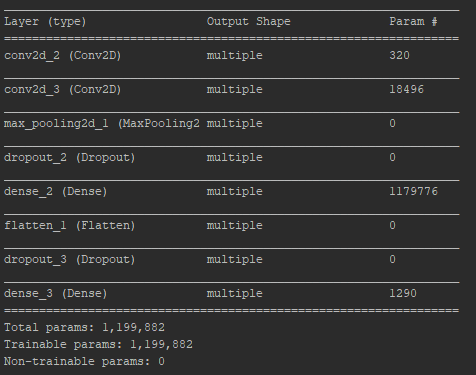 Layer (type) Output Shape Param #
conv2d_2 (Conv2D) multiple 320
conv2d_3 (Conv2D) multiple 18496
max_pooling2d_1 (MaxPooling2 multiple 0
dropout_2 (Dropout) multiple 0
dense_2 (Dense) multiple 1179776
flatten_1 (Flatten) multiple 0
dropout_3 (Dropout) multiple 0
dense_3 (Dense) multiple 1290
Total params: 1,199,882
Trainable params: 1,199,882
Non-trainable params: 0